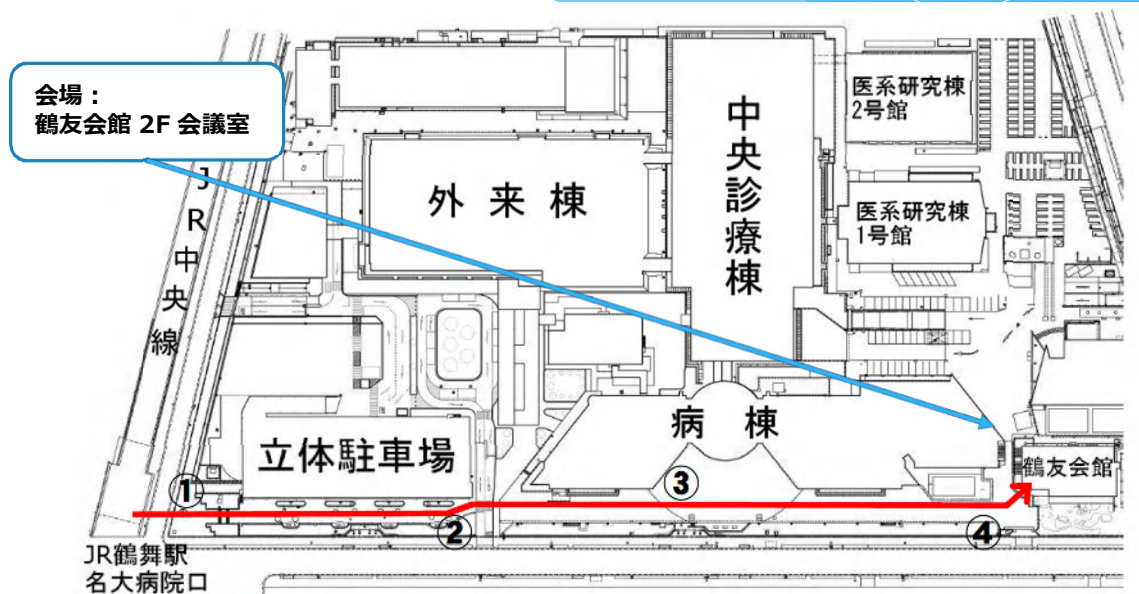 会場：
鶴友会館 2F 会議室
JR中央線
外来棟
中央診療棟
医系研究棟
2号館
医系研究棟
1号館
立体駐車場
病棟
鶴友会館
①
②
③
④
JR鶴舞駅
名大病院口